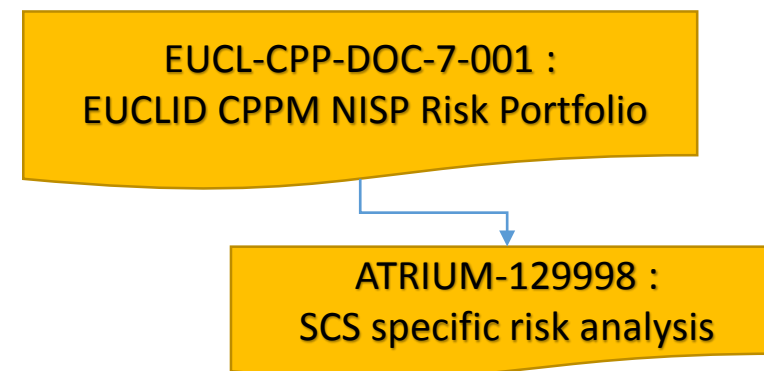 EUCL-CPP-DOC-7-001 :
EUCLID CPPM NISP Risk Portfolio
ATRIUM-129998 :
SCS specific risk analysis